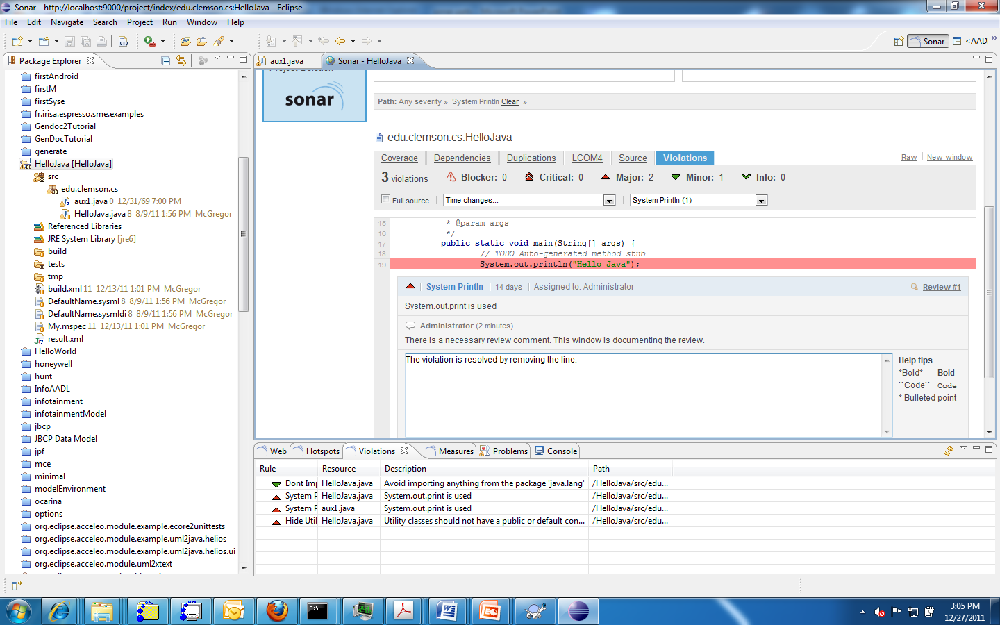 Sonar - http://localhost:9000/project/index/edu.clemson.cs:HelloJava - Eclipse
File Edit Navigate Search Project Run Window Help
010
Sonar
<AAD
»
Package Explorer
firstAndroid
firstM
firstSyse
fr.irisa.espresso.sme.examples
Gendoc2Tutorial
GenDocTutorial
generate
HelloJava [HelloJava]
src
edu.clemson.cs
aux1.java 0 12/31/69 7:00 PM
HelloJava.java 8 8/9/11 1:56 PM McGregor
Referenced Libraries
JRE System Library [jre6]
build
tests
tmp
build.xml 11 12/13/11 1:01 PM McGregor
DefaultName.sysml 8 8/9/11 1:56 PM McGregor
DefaultName.sysmldi 8 8/9/11 1:56 PM McGregor
My.mspec 11 12/13/11 1:01 PM McGregor
result.xml
HelloWorld
honeywell
hunt
InfoAADL
infotainment
infotainmentModel
jbcp
JBCP Data Model
jpf
mce
minimal
modelEnvironment
ocarina
options
org.eclipse.acceleo.module.example.ecore2unittests
org.eclipse.acceleo.module.example.uml2java.helios
org.eclipse.acceleo.module.example.uml2java.helios.ui
org.eclipse.acceleo.module.uml2xtext
aux1.java
Sonar - HelloJava
sonar
Path: Any severity » System Println Clear »
edu.clemson.cs.HelloJava
Coverage Dependencies Duplications LCOM4 Source Violations
Raw New window
3 violations Blocker: 0 Critical: 0 Major: 2 Minor: 1 Info: 0
Full source Time changes... System Println (1)
15 * @param args
16 */
17 public static void main(String[] args) {
18 // TODO Auto-generated method stub
19 System.out.println("Hello Java");
System Println 14 days Assigned to: Administrator Review #1
System.out.print is used
Administrator (2 minutes)
There is a necessary review comment. This window is documenting the review.
The violation is resolved by removing the line.
Help tips
*Bold* Bold
``Code`` Code
* Bulleted point
Web Hotspots Violations Measures Problems Console
Rule Resource Description Path
Dont Imp HelloJava.java Avoid importing anything from the package 'java.lang' /HelloJava/src/edu...
System P HelloJava.java System.out.print is used /HelloJava/src/edu...
System P aux1.java System.out.print is used /HelloJava/src/edu...
Hide Util HelloJava.java Utility classes should not have a public or default con... /HelloJava/src/edu...
3:05 PM
12/27/2011